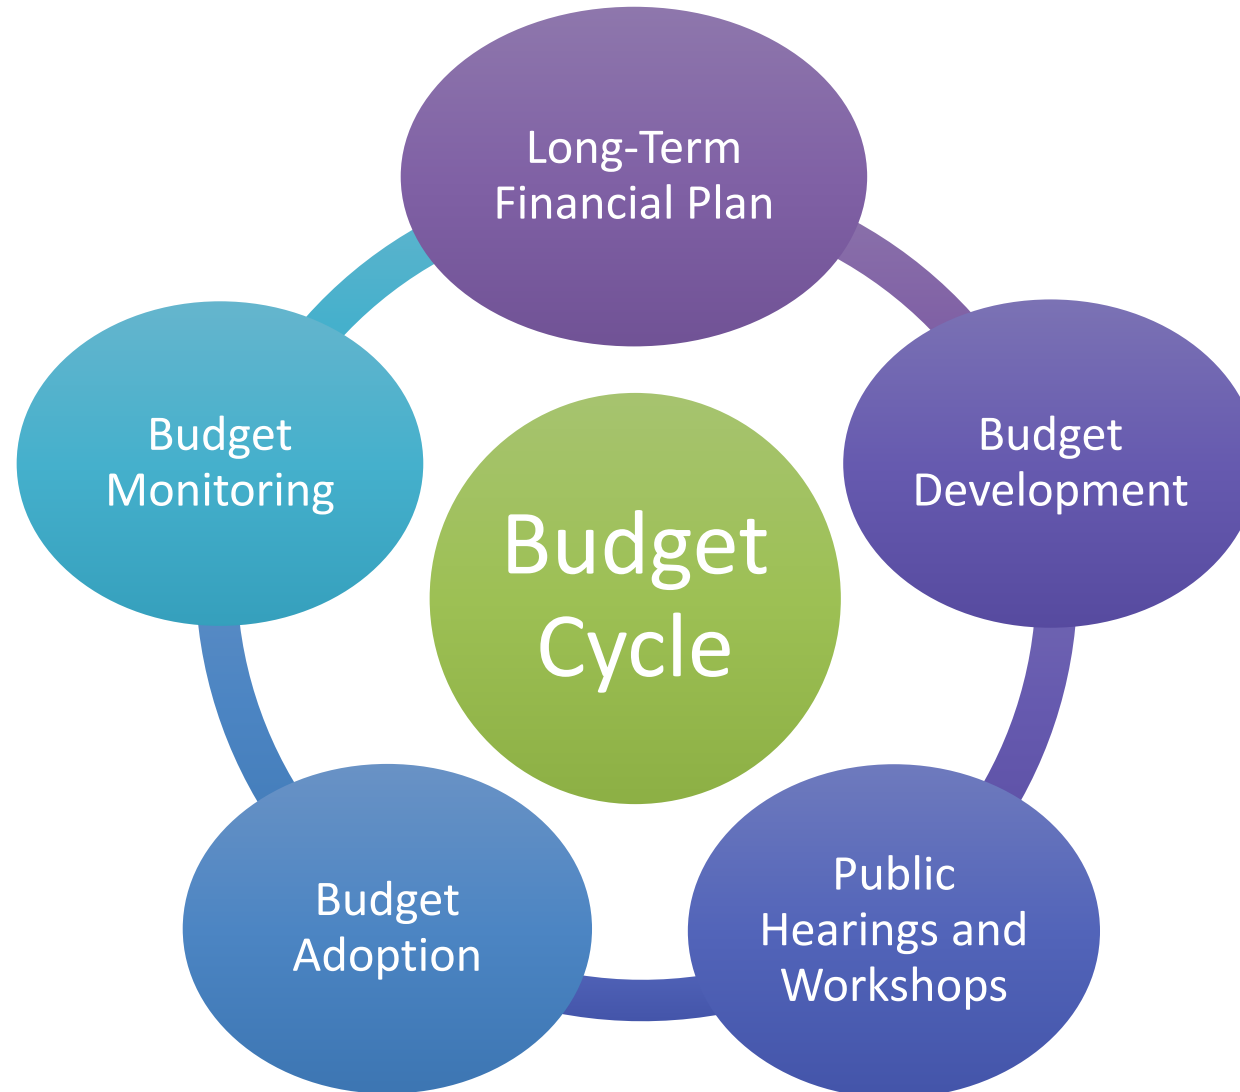 Long-Term
Financial Plan
Budget
Development
Public
Hearings and
Workshops
Budget
Adoption
Budget
Monitoring
Budget
Cycle